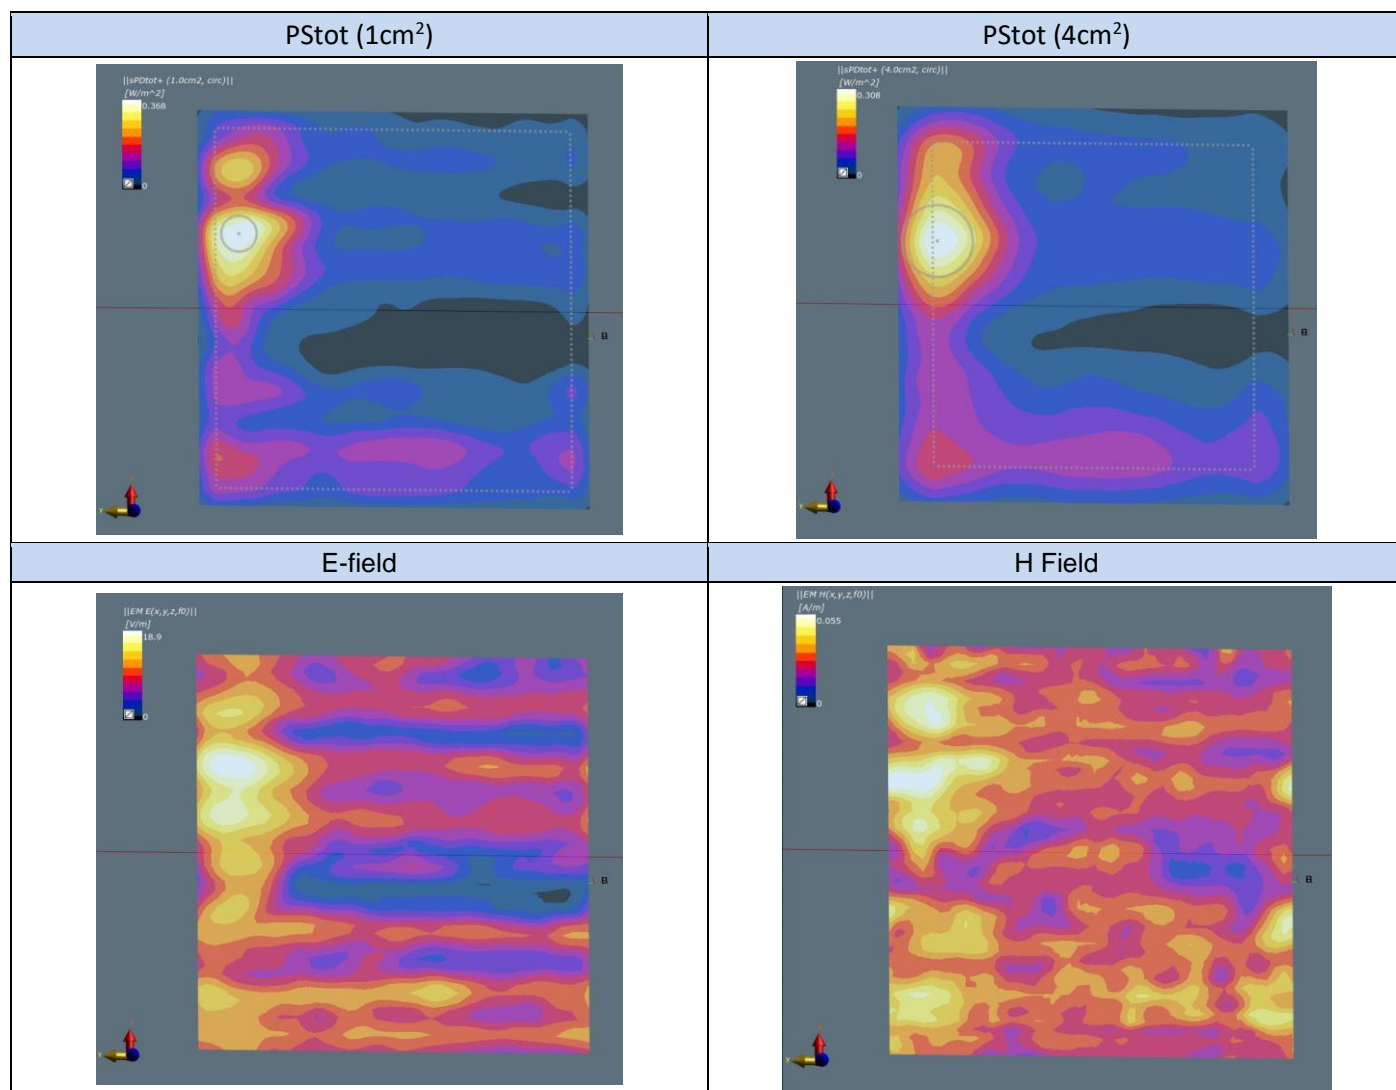 PStot (1cm²)
PStot (4cm²)
||sPDtot+ (1.0cm2, circ)||
[W/m^2]
0.368
0
B
Y
||sPDtot+ (4.0cm2, circ)||
[W/m^2]
0.308
0
B
Y
E-field
H Field
||EM E(x,y,z,f0)||
[V/m]
18.9
0
B
Y
||EM H(x,y,z,f0)||
[A/m]
0.055
0
B
Y